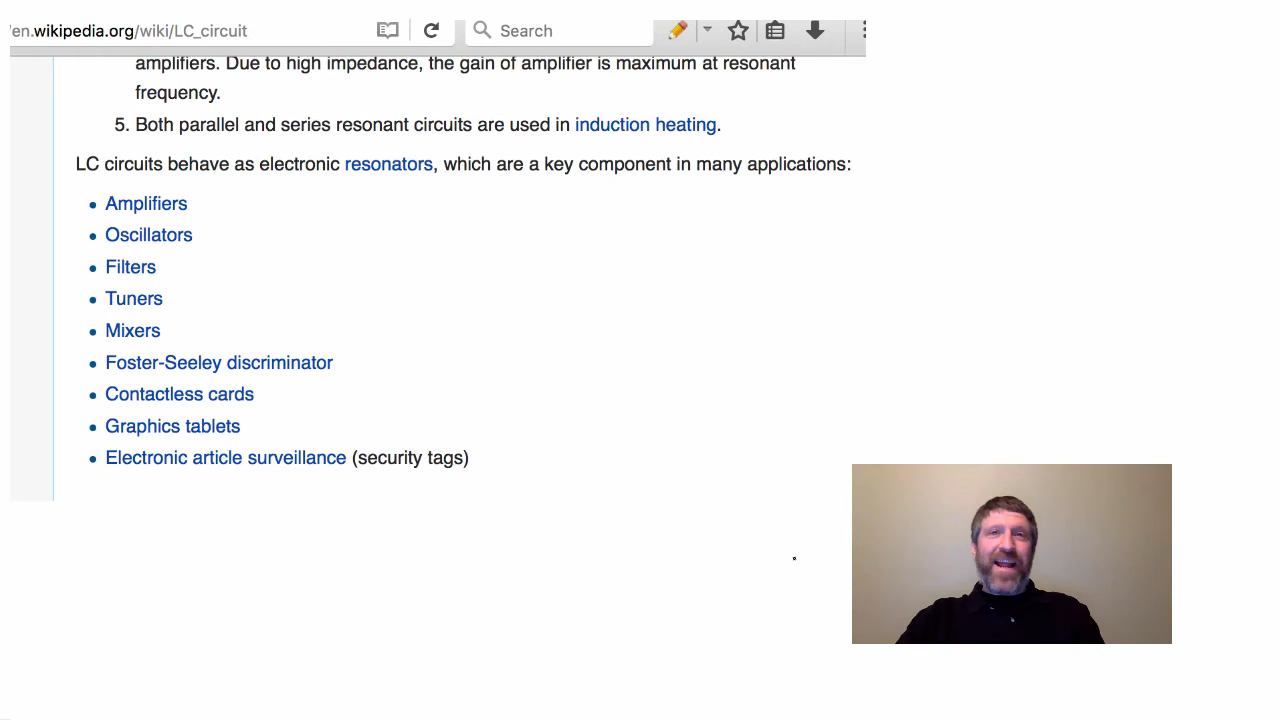 /en.wikipedia.org/wiki/LC_circuit
Search
amplifiers. Due to high impedance, the gain of amplifier is maximum at resonant
frequency.
5. Both parallel and series resonant circuits are used in induction heating.
LC circuits behave as electronic resonators, which are a key component in many applications:
• Amplifiers
• Oscillators
• Filters
• Tuners
• Mixers
• Foster-Seeley discriminator
• Contactless cards
• Graphics tablets
• Electronic article surveillance (security tags)